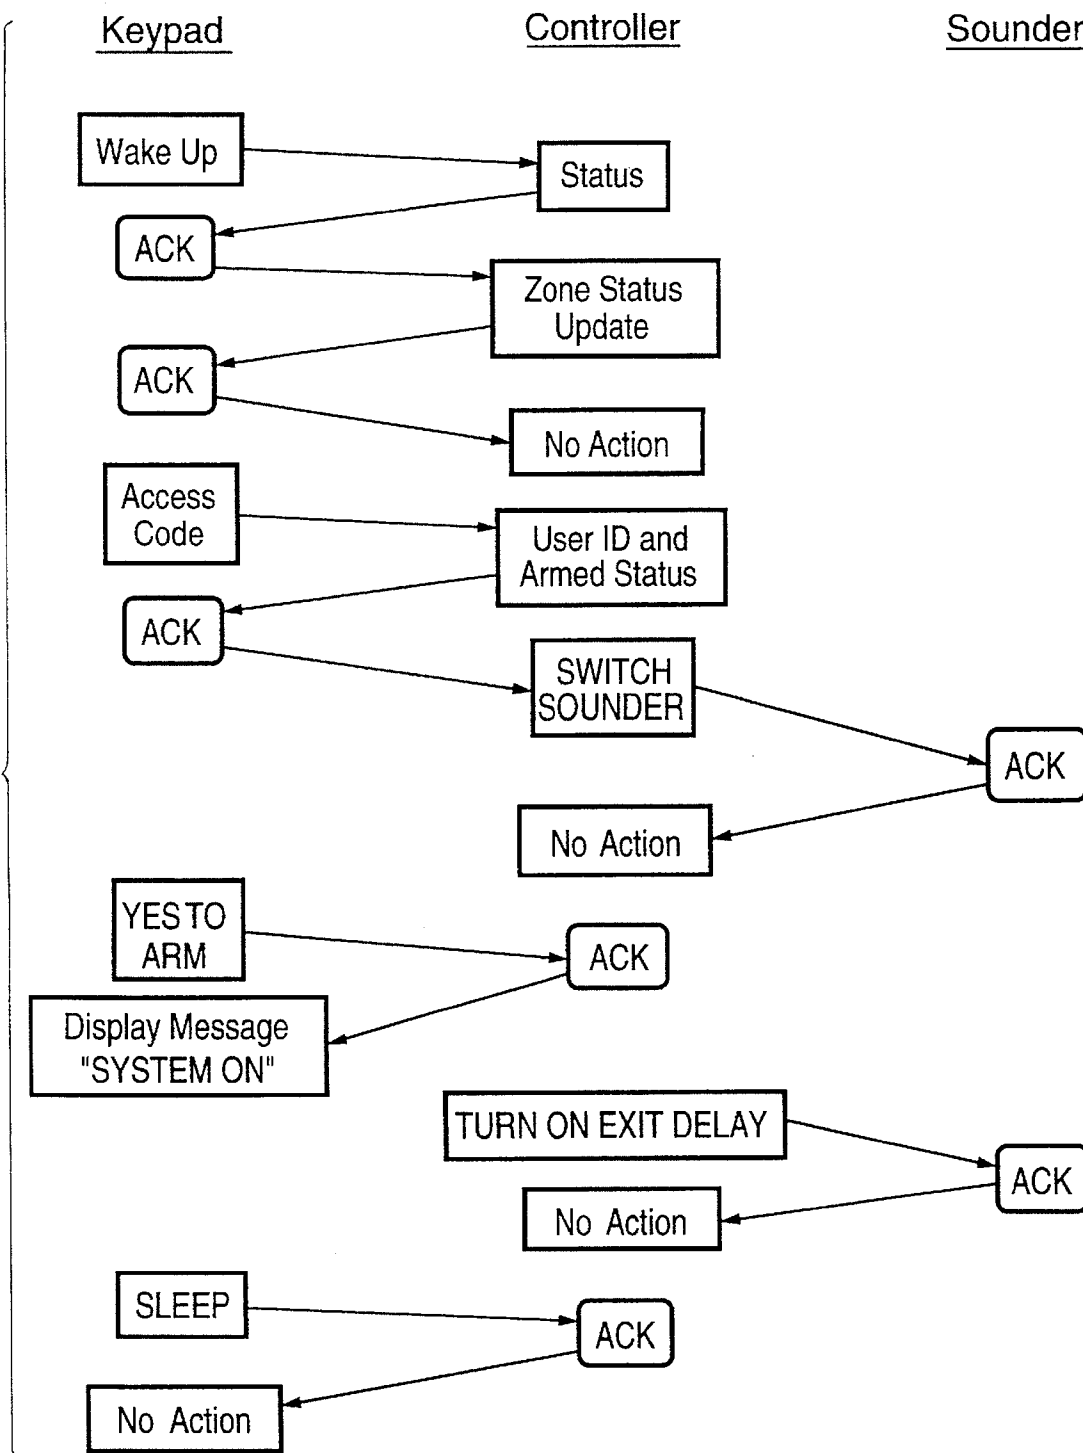 Keypad
Controller
Sounder
Wake Up
Status
ACK
Zone Status
Update
ACK
No Action
Access
Code
User ID and
Armed Status
ACK
SWITCH
SOUNDER
ACK
No Action
YES TO
ARM
ACK
Display Message
"SYSTEM ON"
TURN ON EXIT DELAY
ACK
No Action
SLEEP
ACK
No Action